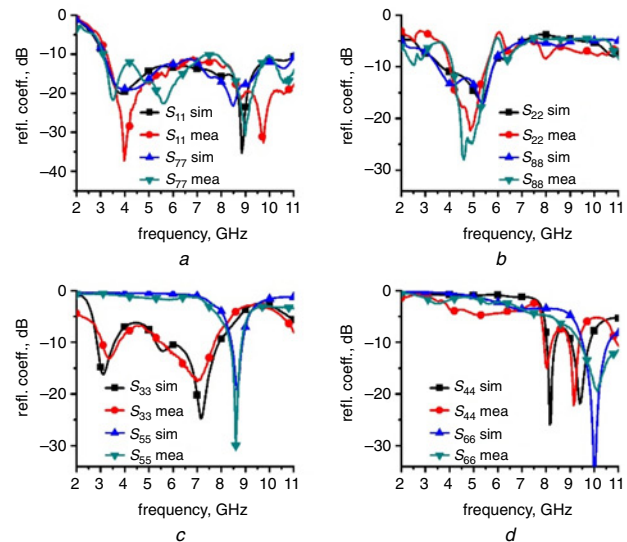 0
−10
−20
−30
−40
refl. coeff., dB
S11 sim
S11 mea
S77 sim
S77 mea
2 3 4 5 6 7 8 9 10 11
frequency, GHz
a
0
−10
−20
−30
refl. coeff., dB
S22 sim
S22 mea
S88 sim
S88 mea
2 3 4 5 6 7 8 9 10 11
frequency, GHz
b
0
−10
−20
−30
refl. coeff., dB
S33 sim
S33 mea
S55 sim
S55 mea
2 3 4 5 6 7 8 9 10 11
frequency, GHz
c
0
−10
−20
−30
refl. coeff., dB
S44 sim
S44 mea
S66 sim
S66 mea
2 3 4 5 6 7 8 9 10 11
frequency, GHz
d